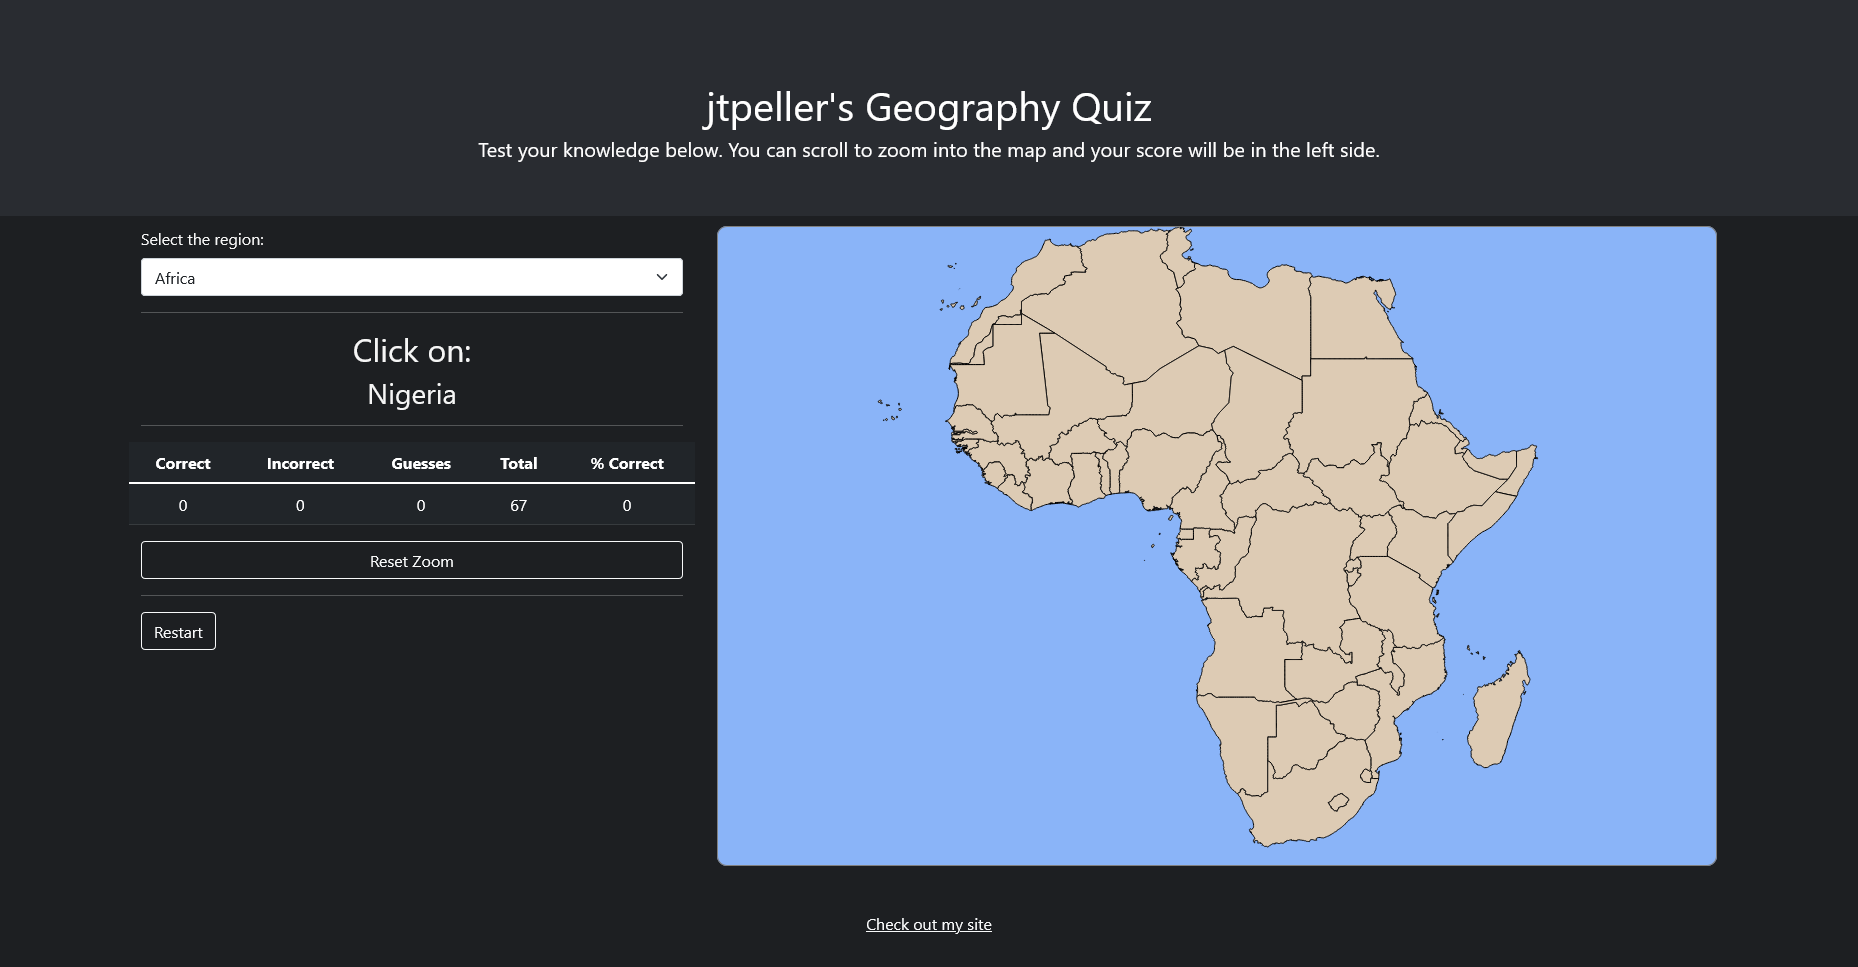 jtpeller's Geography Quiz
Test your knowledge below. You can scroll to zoom into the map and your score will be in the left side.
Select the region:
Africa
Click on:
Nigeria
Correct Incorrect Guesses Total % Correct
0 0 0 67 0
Reset Zoom
Restart
Check out my site